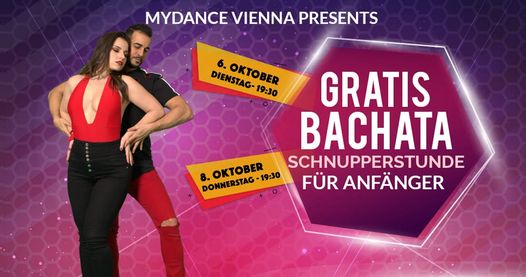 MYDANCE VIENNA PRESENTS
6. OKTOBER
DIENSTAG- 19:30
GRATIS
BACHATA
SCHNUPPERSTUNDE
FÜR ANFÄNGER
8. OKTOBER
DONNERSTAG - 19:30